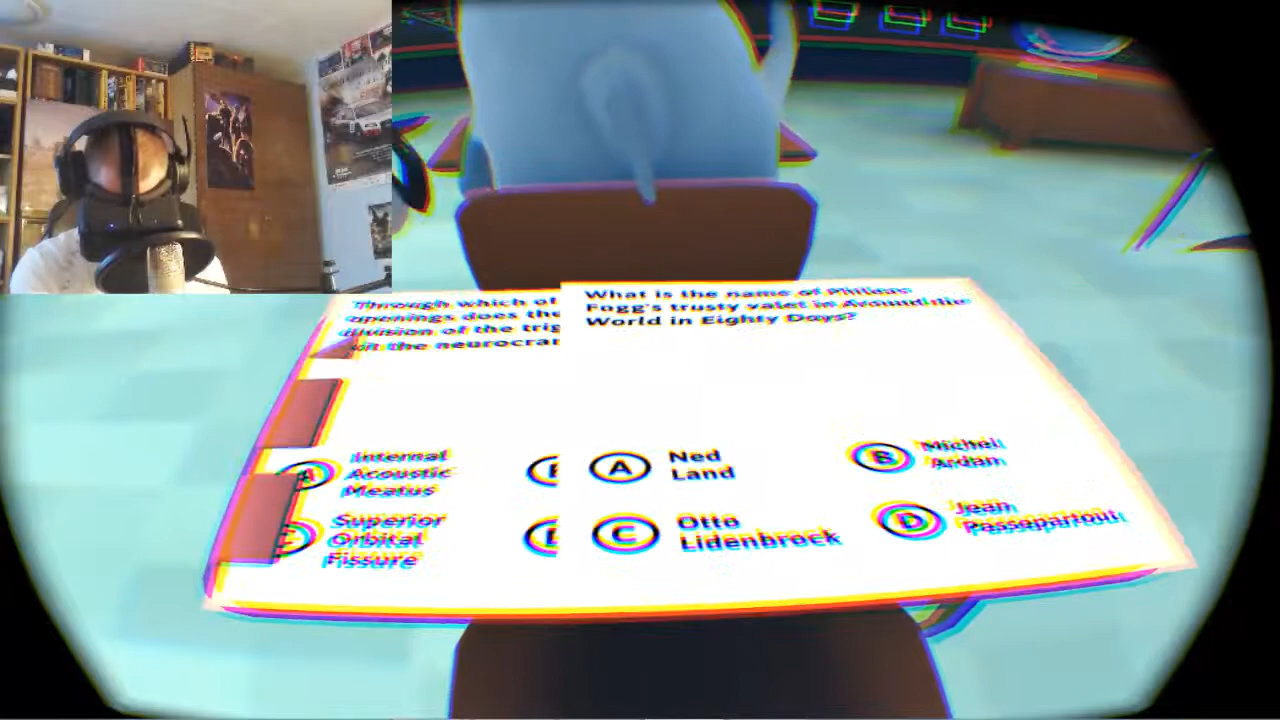 Through which of
openings does the
division of the trig
on the neurocran
A Internal
Acoustic
Meatus
Superior
Orbital
Fissure
What is the name of Phileas
Fogg's trusty valet in Around the
World in Eighty Days?
A Ned
Land
B Michel
Ardan
C Otto
Lidenbrock
D Jean
Passepartout